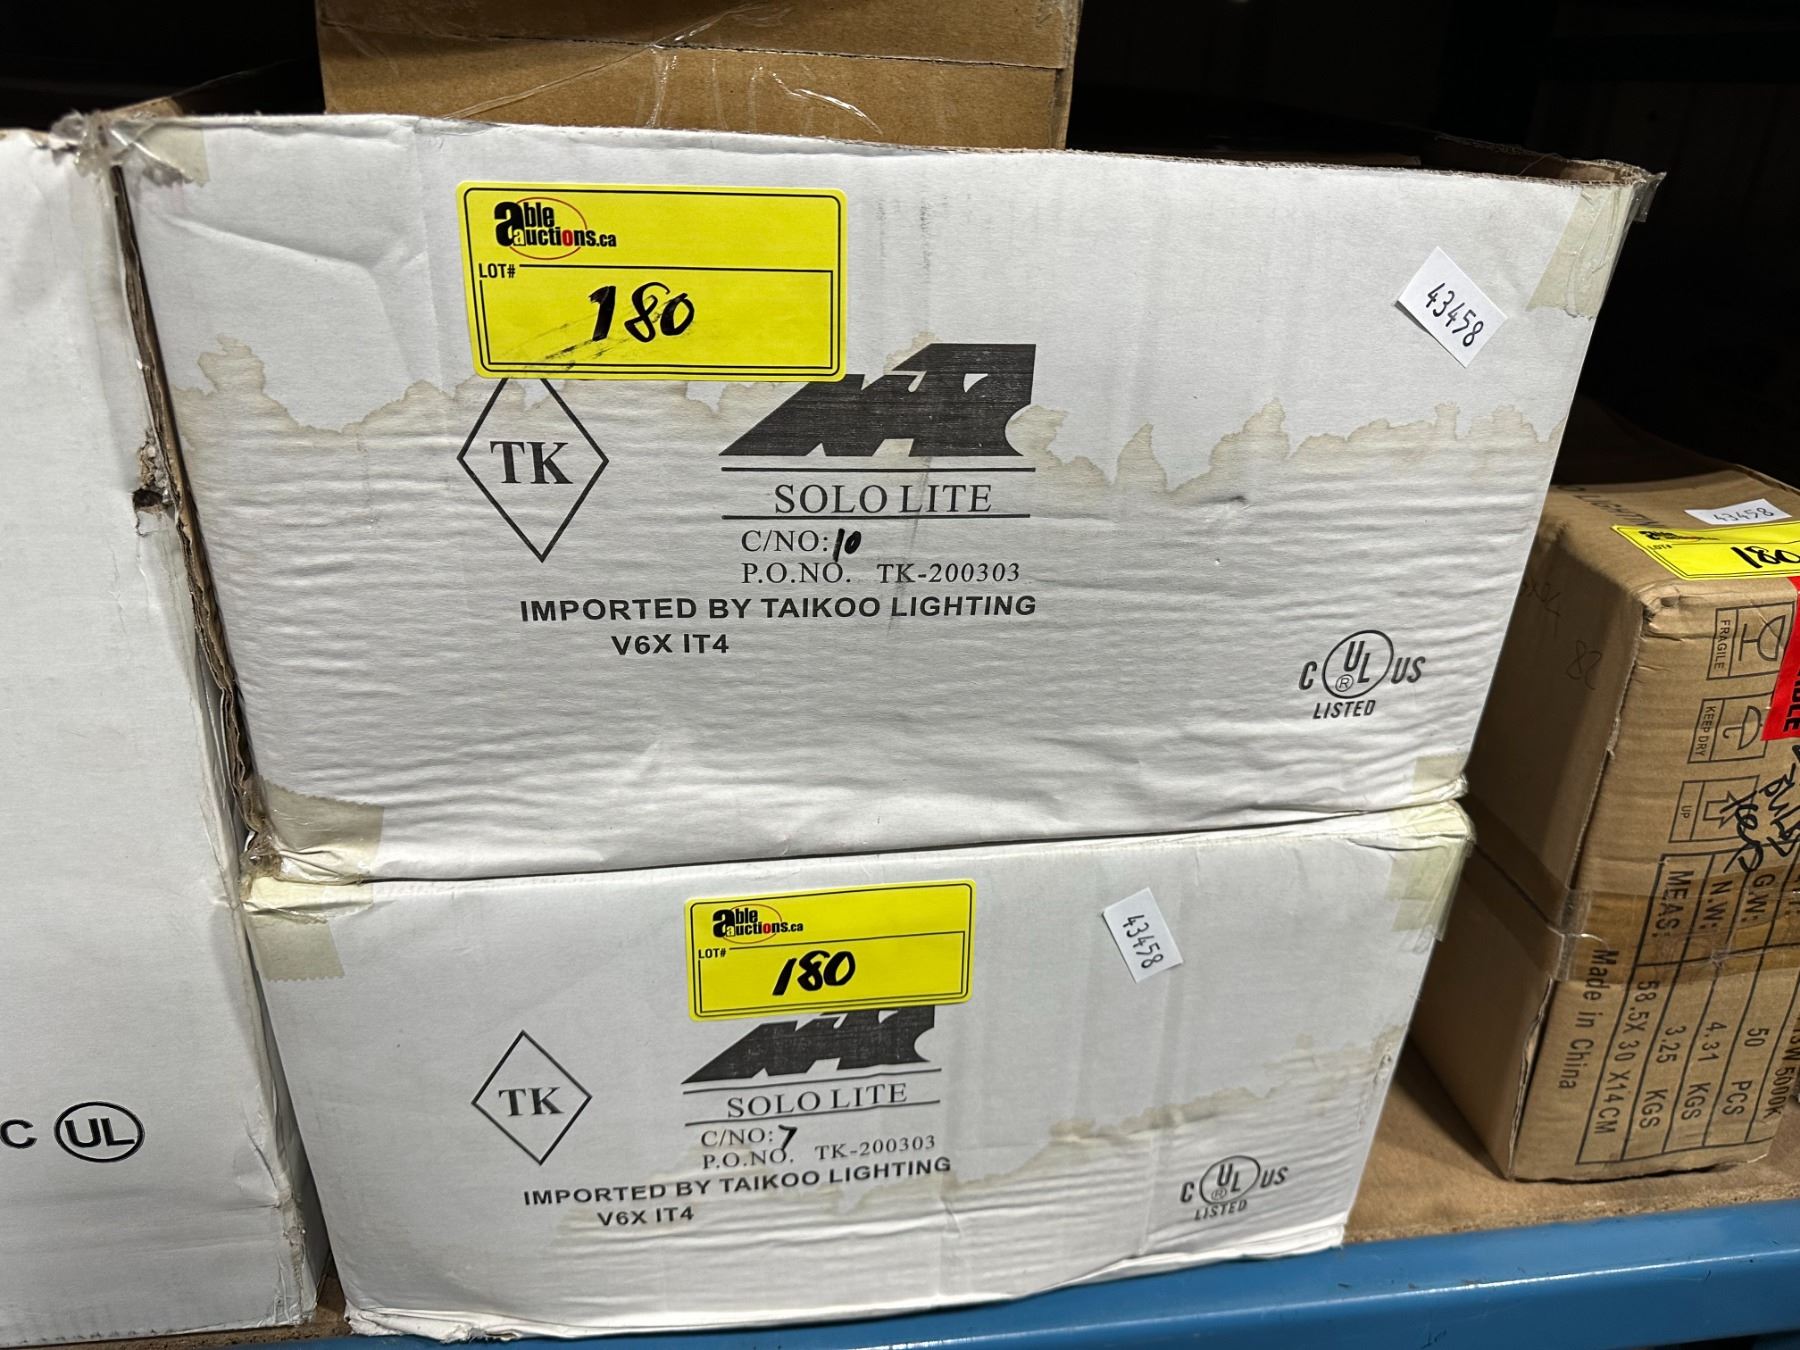 able
auctions.ca
LOT#
180
43458
TK
SOLO LITE
C/NO: 10
P.O.NO. TK-200303
IMPORTED BY TAIKOO LIGHTING
V6X IT4
C UL US
®
LISTED
able
auctions.ca
LOT#
180
43458
TK
SOLO LITE
C/NO: 7
P.O.NO. TK-200303
IMPORTED BY TAIKOO LIGHTING
V6X IT4
C UL US
®
LISTED
C UL
43458
LOT#
180
FRAGILE
KEEP DRY
UP
5000K
50 PCS
G.W: 4.31 KGS
N.W: 3.25 KGS
MEAS: 58.5X 30 X14CM
Made in China